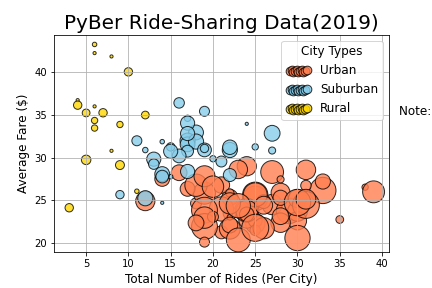 PyBer Ride-Sharing Data(2019)
City Types
Urban
Suburban
Rural
Note:
Average Fare ($)
40
35
30
25
20
5 10 15 20 25 30 35 40
Total Number of Rides (Per City)